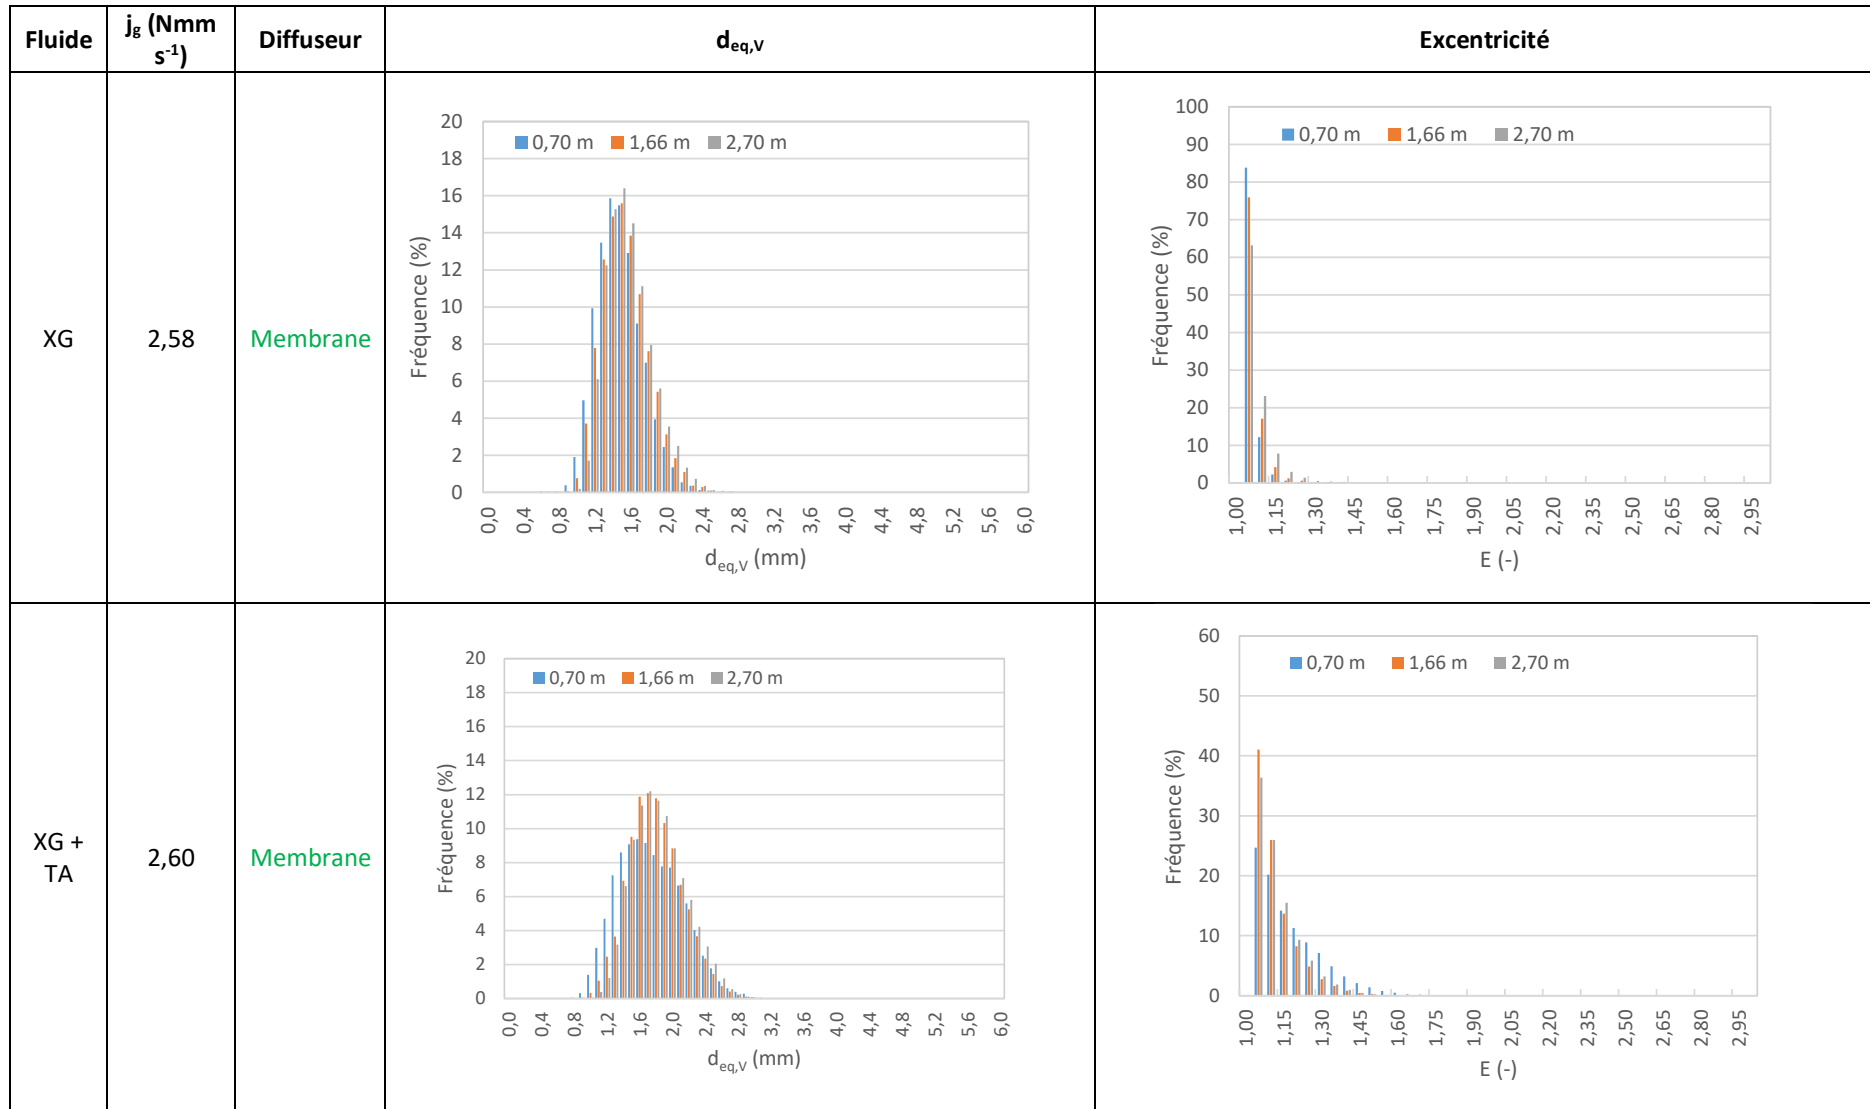 Fluide
j_g (Nmm s^-1)
Diffuseur
d_eq,V
Excentricité
XG
2,58
Membrane
20
18
16
14
12
10
8
6
4
2
0
Fréquence (%)
0,70 m 1,66 m 2,70 m
0,0 0,4 0,8 1,2 1,6 2,0 2,4 2,8 3,2 3,6 4,0 4,4 4,8 5,2 5,6 6,0
d_eq,V (mm)
100
90
80
70
60
50
40
30
20
10
0
Fréquence (%)
0,70 m 1,66 m 2,70 m
1,00 1,15 1,30 1,45 1,60 1,75 1,90 2,05 2,20 2,35 2,50 2,65 2,80 2,95
E (-)
XG +
TA
2,60
Membrane
20
18
16
14
12
10
8
6
4
2
0
Fréquence (%)
0,70 m 1,66 m 2,70 m
0,0 0,4 0,8 1,2 1,6 2,0 2,4 2,8 3,2 3,6 4,0 4,4 4,8 5,2 5,6 6,0
d_eq,V (mm)
60
50
40
30
20
10
0
Fréquence (%)
0,70 m 1,66 m 2,70 m
1,00 1,15 1,30 1,45 1,60 1,75 1,90 2,05 2,20 2,35 2,50 2,65 2,80 2,95
E (-)